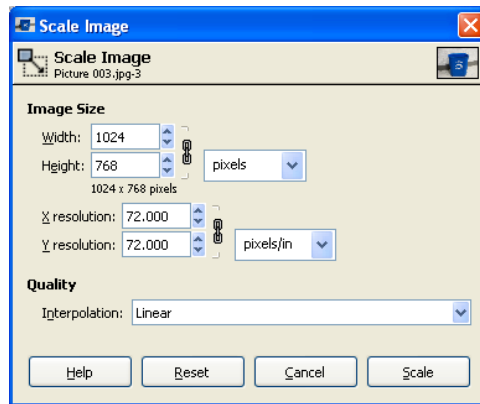 Scale Image
Scale Image
Picture 003.jpg-3
Image Size
Width: 1024
Height: 768 pixels
1024 x 768 pixels
X resolution: 72.000
Y resolution: 72.000 pixels/in
Quality
Interpolation: Linear
Help Reset Cancel Scale